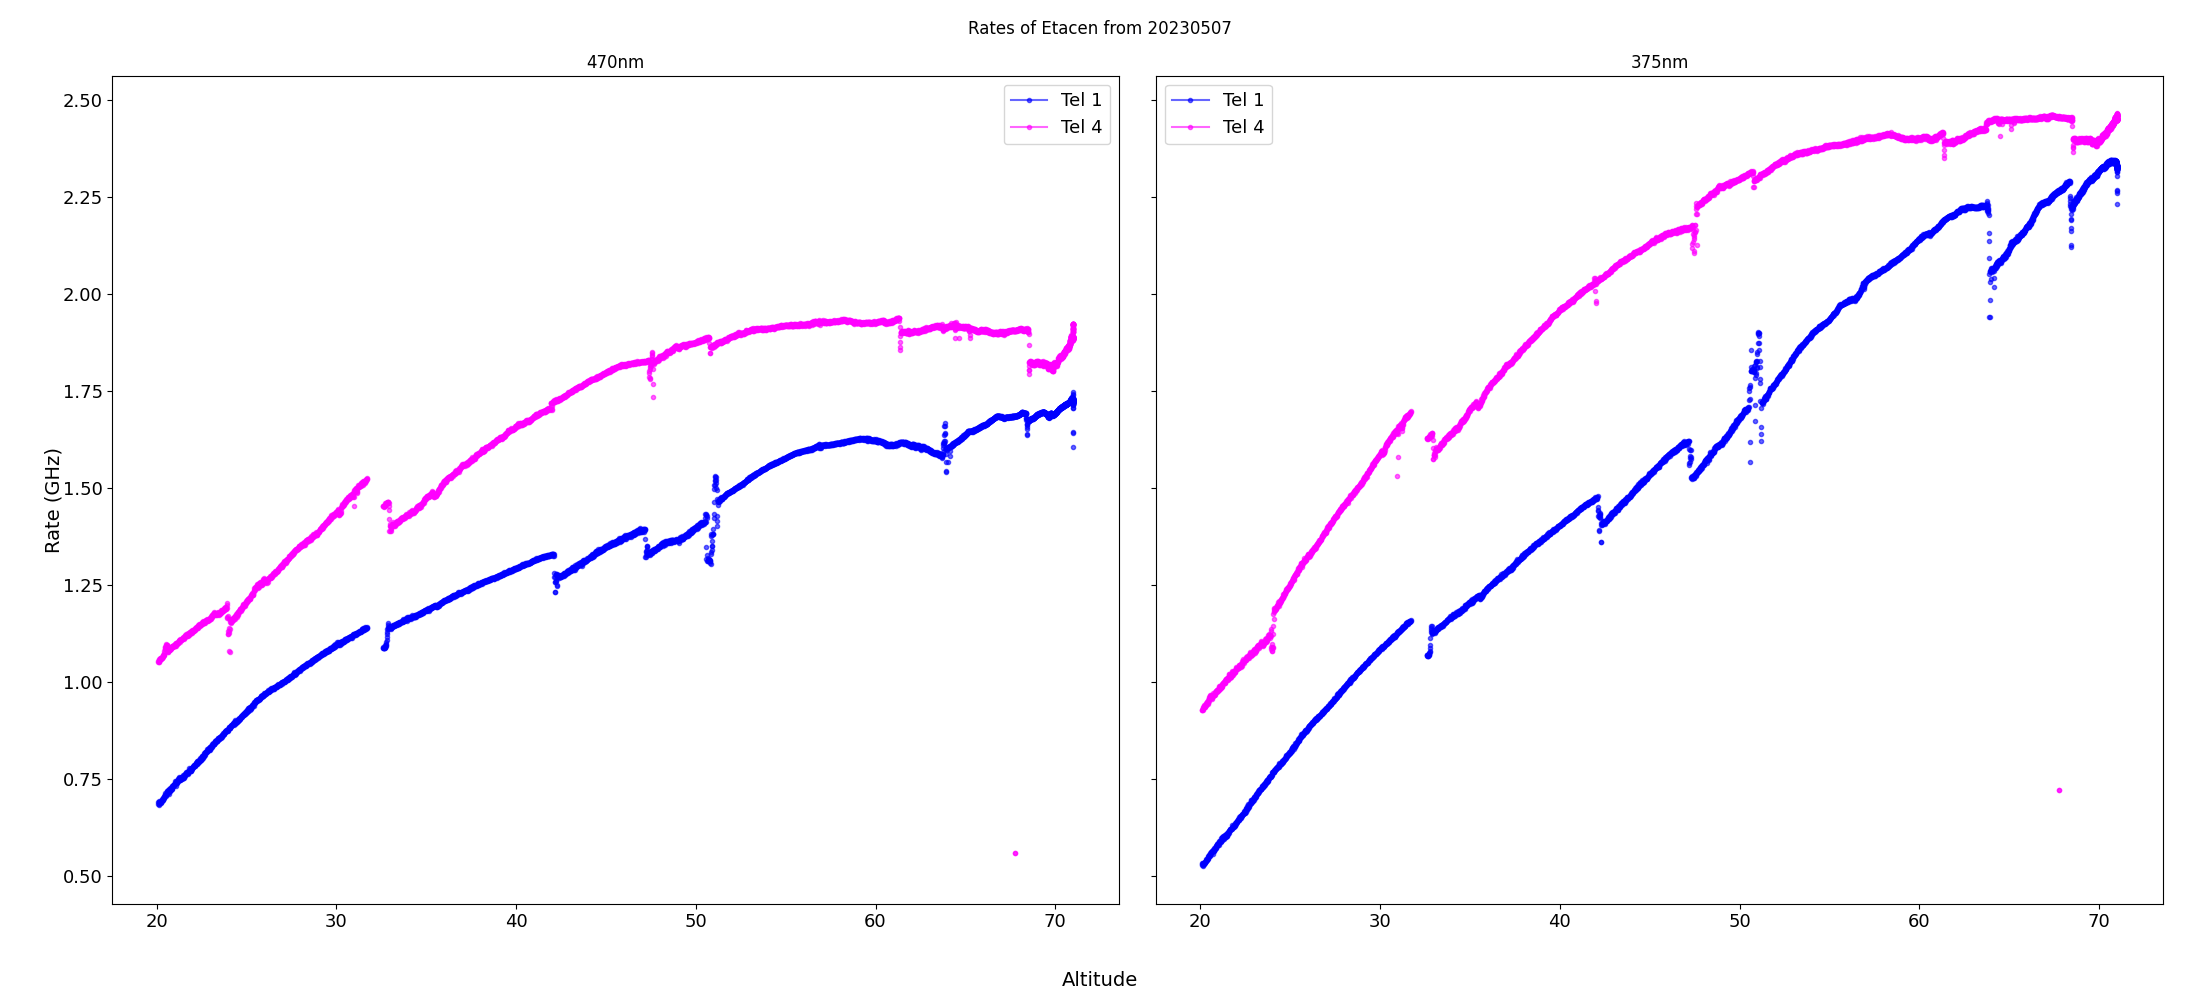 Rates of Etacen from 20230507
470nm
375nm
Tel 1
Tel 4
Tel 1
Tel 4
Rate (GHz)
2.50
2.25
2.00
1.75
1.50
1.25
1.00
0.75
0.50
20 30 40 50 60 70
20 30 40 50 60 70
Altitude